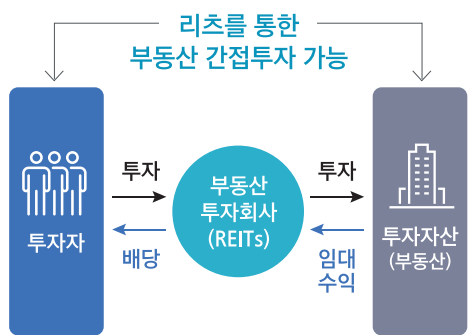 리츠를 통한
부동산 간접투자 가능
투자자
투자
배당
부동산
투자회사
(REITs)
투자
임대
수익
투자자산
(부동산)